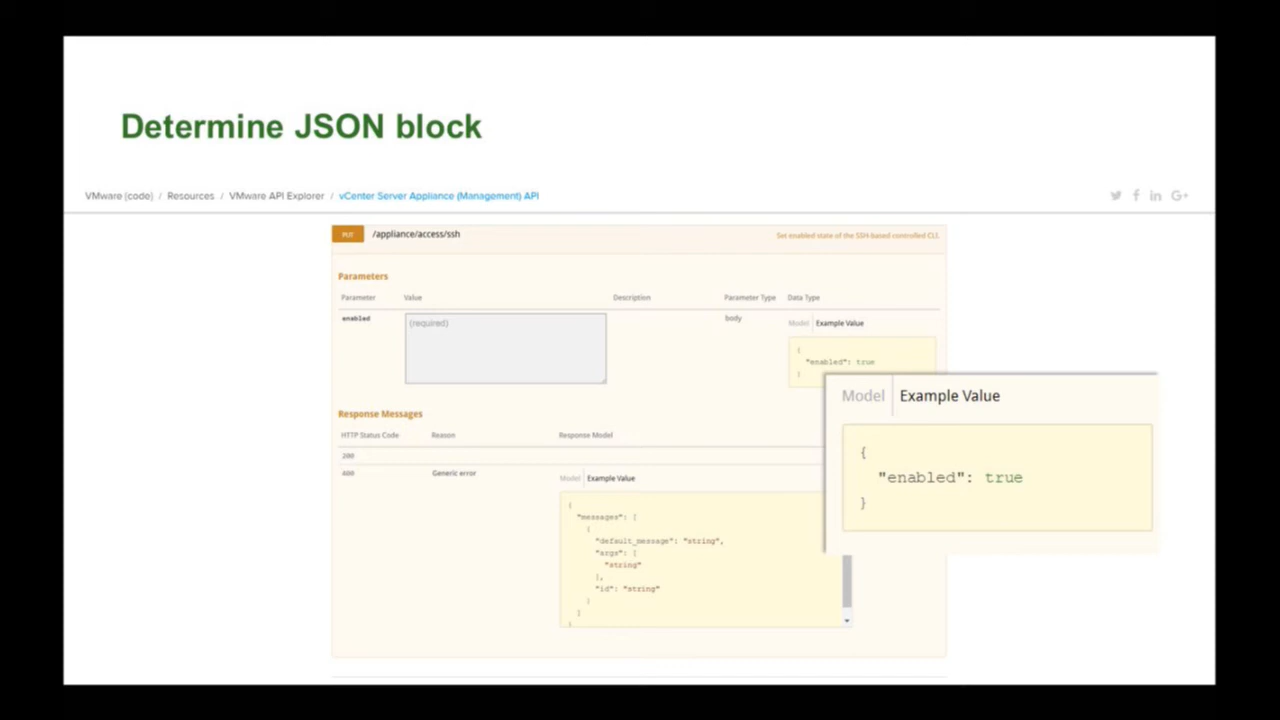 Determine JSON block
VMware {code} / Resources / VMware API Explorer / vCenter Server Appliance (Management) API
PUT /appliance/access/ssh Set enabled state of the SSH-based controlled CLI.
Parameters
Parameter Value Description Parameter Type Data Type
enabled (required) body Model Example Value
{
"enabled": true
}
Model Example Value
{
"enabled": true
}
Response Messages
HTTP Status Code Reason Response Model
200
400 Generic error Model Example Value
{
"messages": [
{
"default_message": "string",
"args": [
"string"
],
"id": "string"
}
]
}